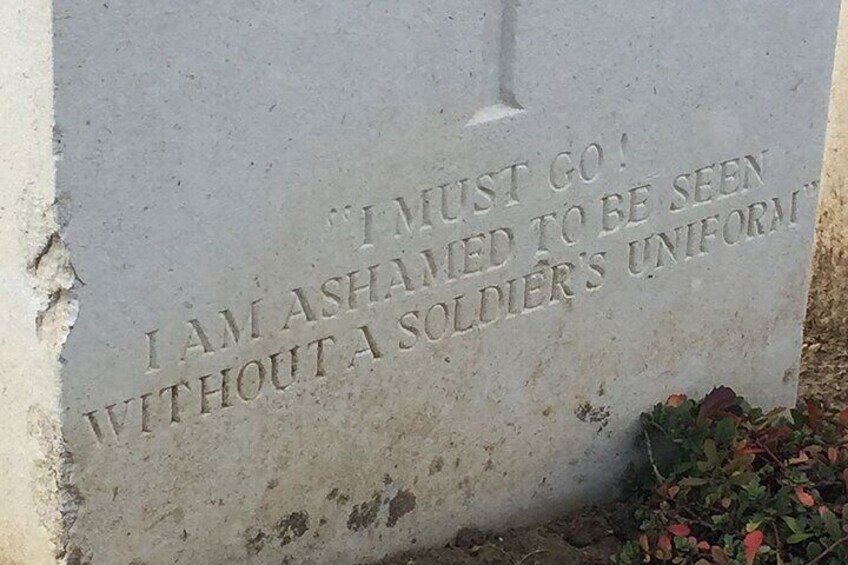 "I MUST GO!
I AM ASHAMED TO BE SEEN
WITHOUT A SOLDIER'S UNIFORM"